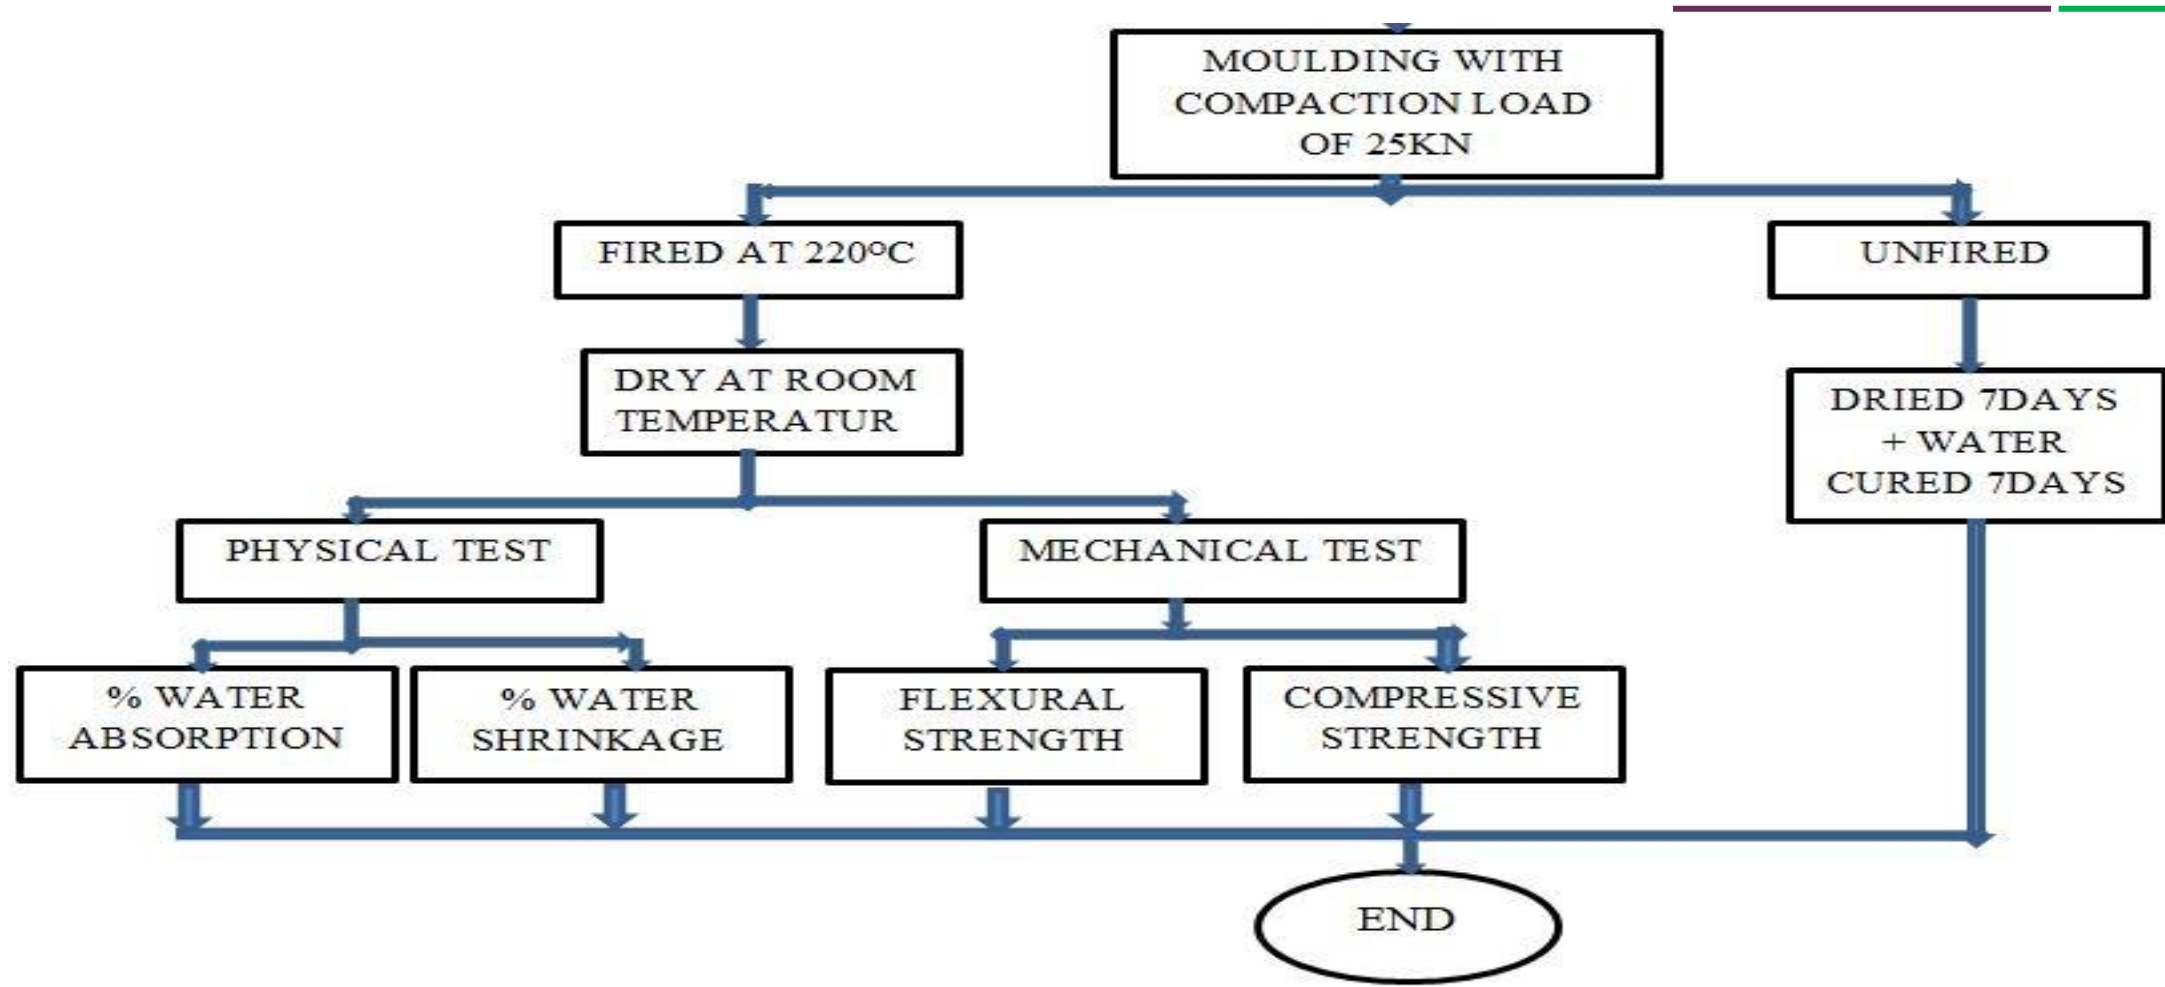 MOULDING WITH
COMPACTION LOAD
OF 25KN
FIRED AT 220⁰C
UNFIRED
DRY AT ROOM
TEMPERATUR
DRIED 7DAYS
+ WATER
CURED 7DAYS
PHYSICAL TEST
MECHANICAL TEST
% WATER
ABSORPTION
% WATER
SHRINKAGE
FLEXURAL
STRENGTH
COMPRESSIVE
STRENGTH
END